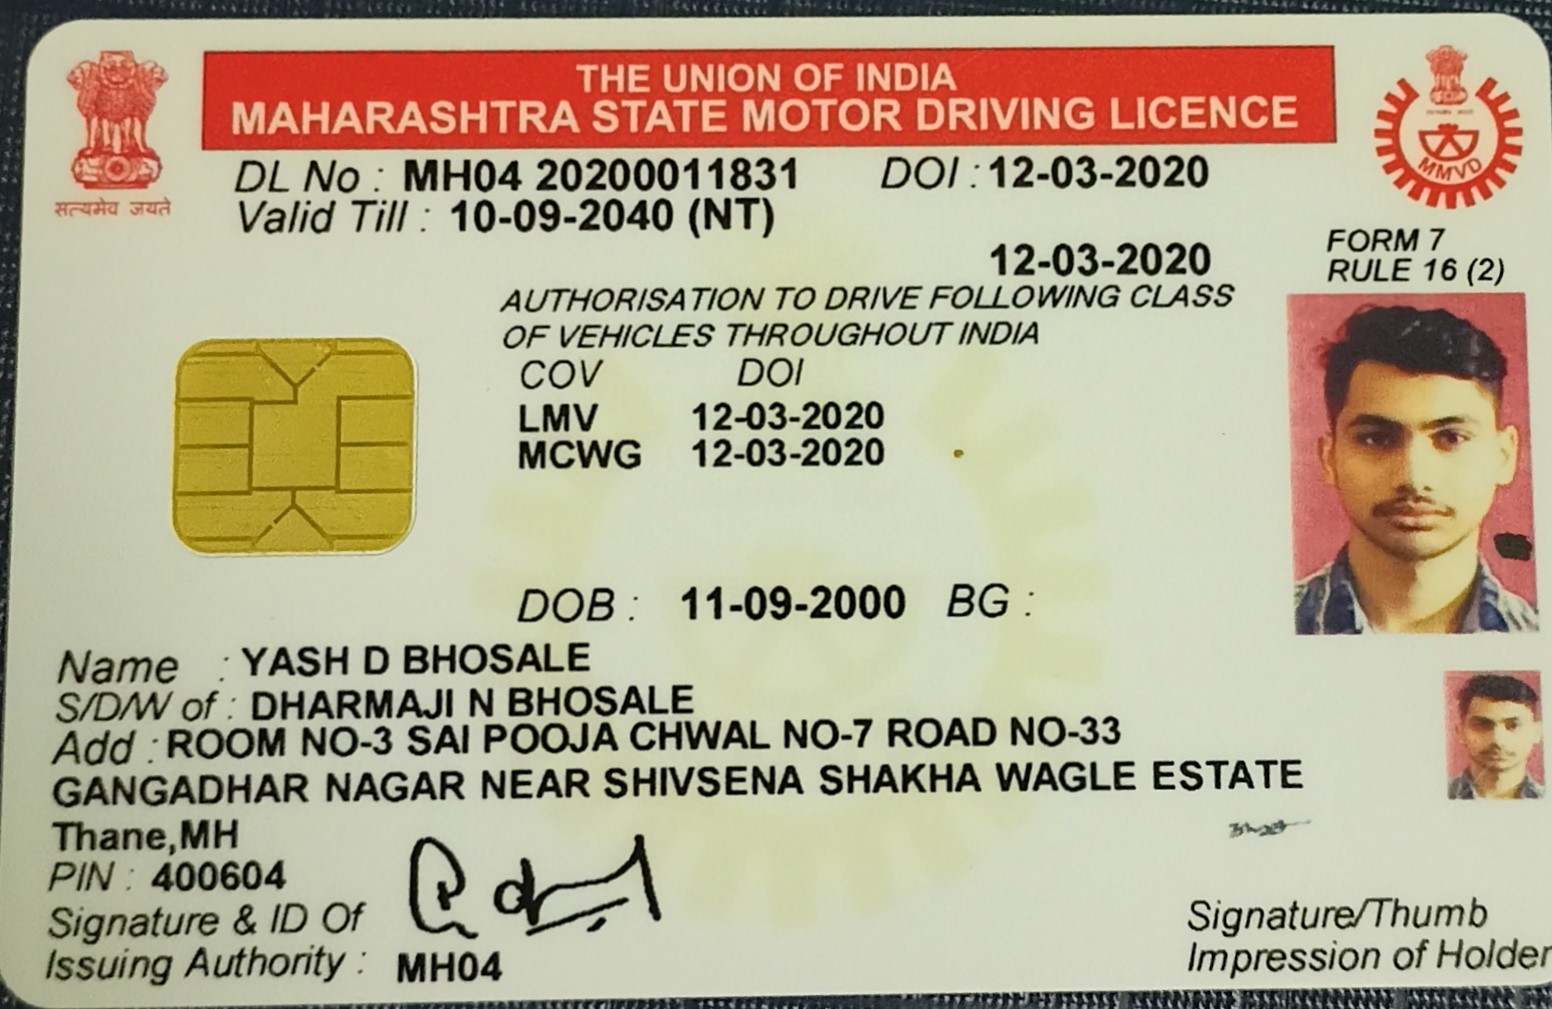 THE UNION OF INDIA
MAHARASHTRA STATE MOTOR DRIVING LICENCE
सत्यमेव जयते
MMVD
DL No : MH04 20200011831 DOI : 12-03-2020
Valid Till : 10-09-2040 (NT)
12-03-2020
FORM 7
RULE 16 (2)
AUTHORISATION TO DRIVE FOLLOWING CLASS
OF VEHICLES THROUGHOUT INDIA
COV DOI
LMV 12-03-2020
MCWG 12-03-2020
DOB : 11-09-2000 BG :
Name : YASH D BHOSALE
S/D/W of : DHARMAJI N BHOSALE
Add : ROOM NO-3 SAI POOJA CHWAL NO-7 ROAD NO-33
GANGADHAR NAGAR NEAR SHIVSENA SHAKHA WAGLE ESTATE
Thane,MH
PIN : 400604
Signature & ID Of
Issuing Authority : MH04
Signature/Thumb
Impression of Holder